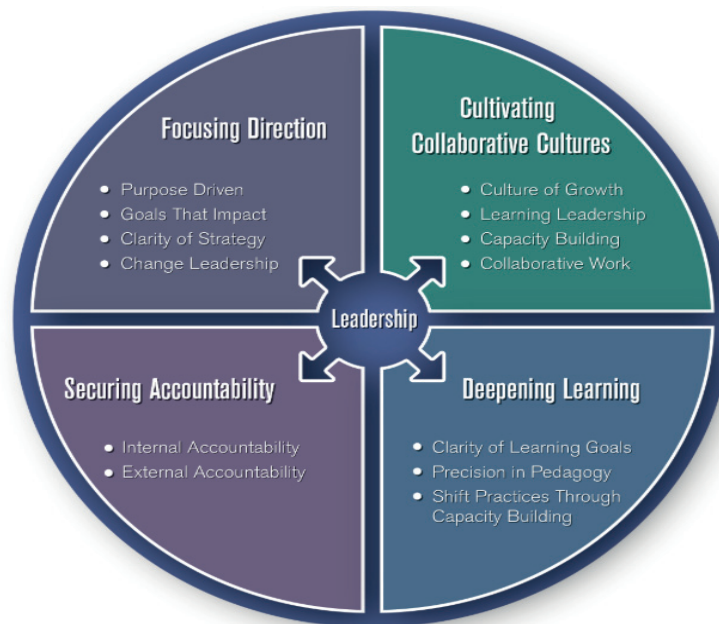 Focusing Direction
• Purpose Driven
• Goals That Impact
• Clarity of Strategy
• Change Leadership
Cultivating
Collaborative Cultures
• Culture of Growth
• Learning Leadership
• Capacity Building
• Collaborative Work
Leadership
Securing Accountability
• Internal Accountability
• External Accountability
Deepening Learning
• Clarity of Learning Goals
• Precision in Pedagogy
• Shift Practices Through
Capacity Building